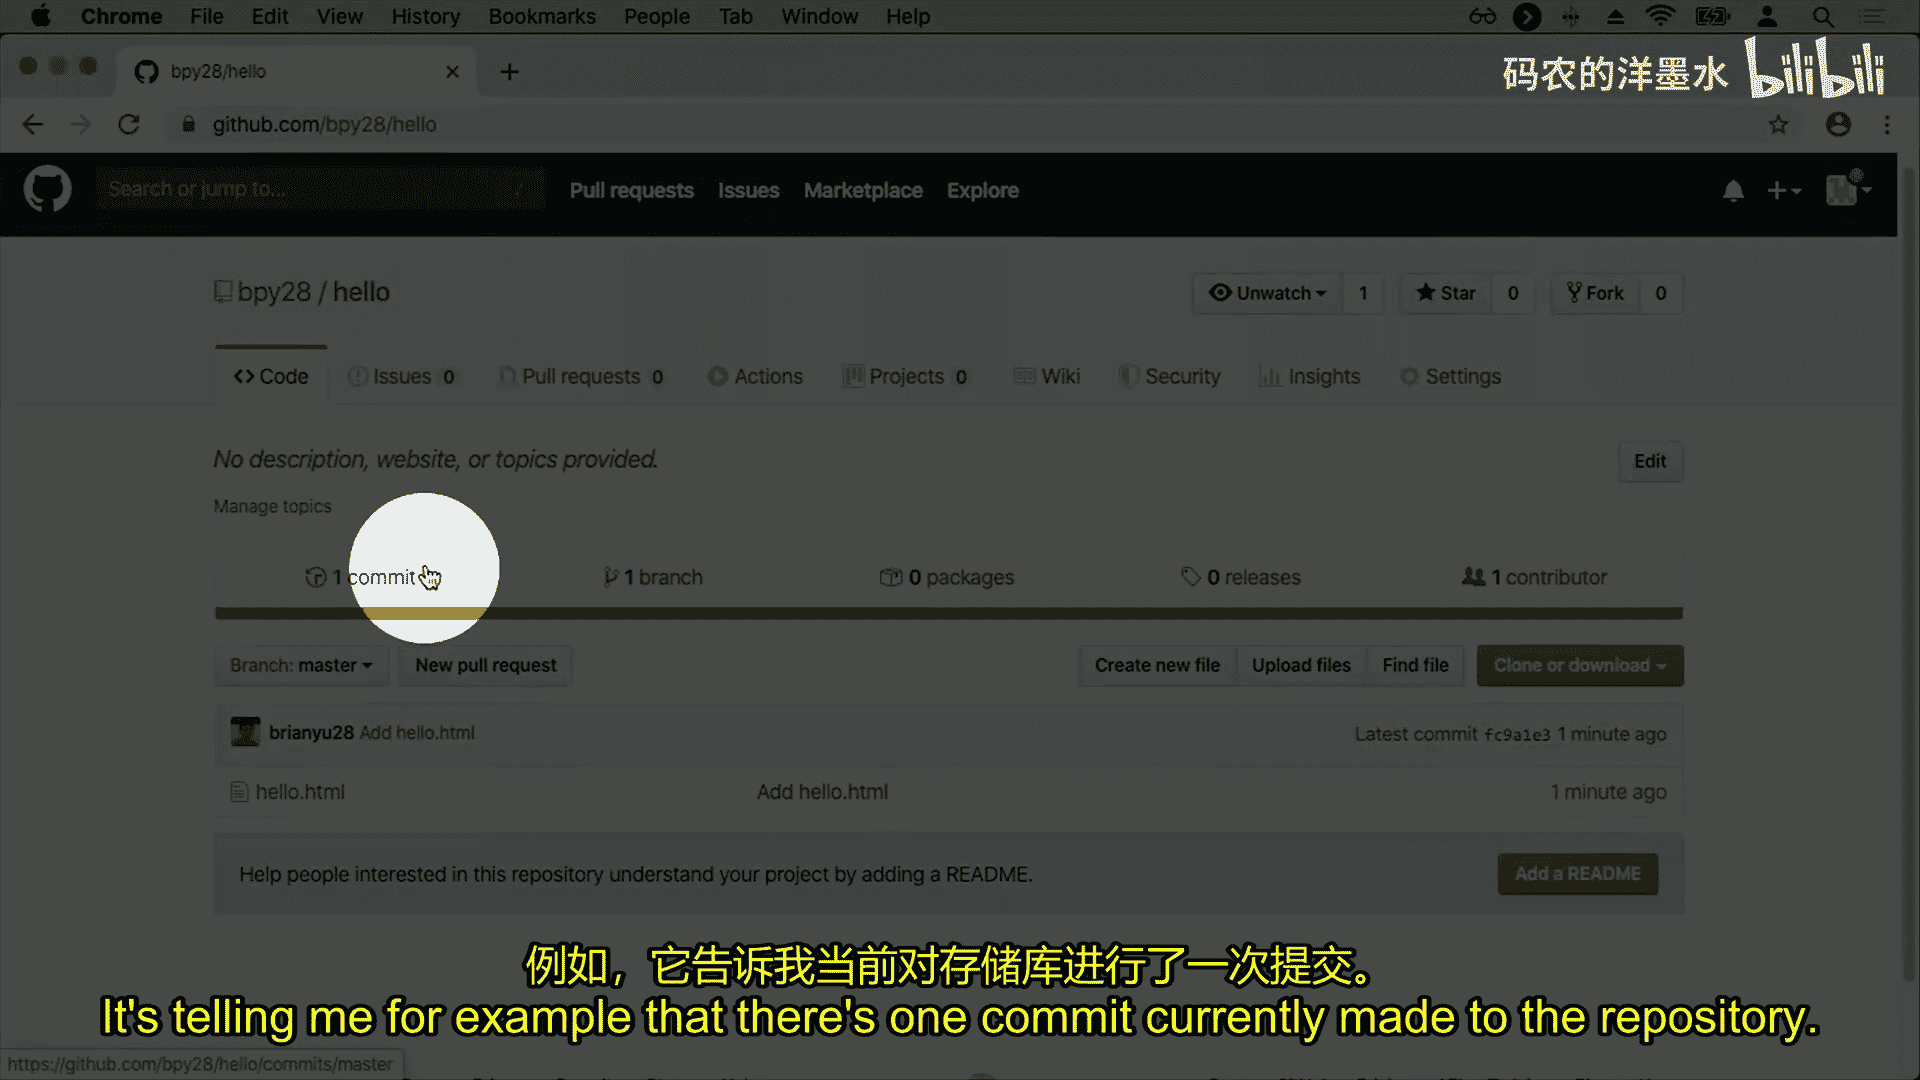 Chrome File Edit View History Bookmarks People Tab Window Help
bpy28/hello
码农的洋墨水 bilibili
github.com/bpy28/hello
Search or jump to... / Pull requests Issues Marketplace Explore
bpy28 / hello
Unwatch 1 Star 0 Fork 0
Code Issues 0 Pull requests 0 Actions Projects 0 Wiki Security Insights Settings
No description, website, or topics provided.
Edit
Manage topics
1 commit 1 branch 0 packages 0 releases 1 contributor
Branch: master New pull request Create new file Upload files Find file Clone or download
brianyu28 Add hello.html Latest commit fc9a1e3 1 minute ago
hello.html Add hello.html 1 minute ago
Help people interested in this repository understand your project by adding a README. Add a README
例如，它告诉我当前对存储库进行了一次提交。
It's telling me for example that there's one commit currently made to the repository.
https://github.com/bpy28/hello/commits/master